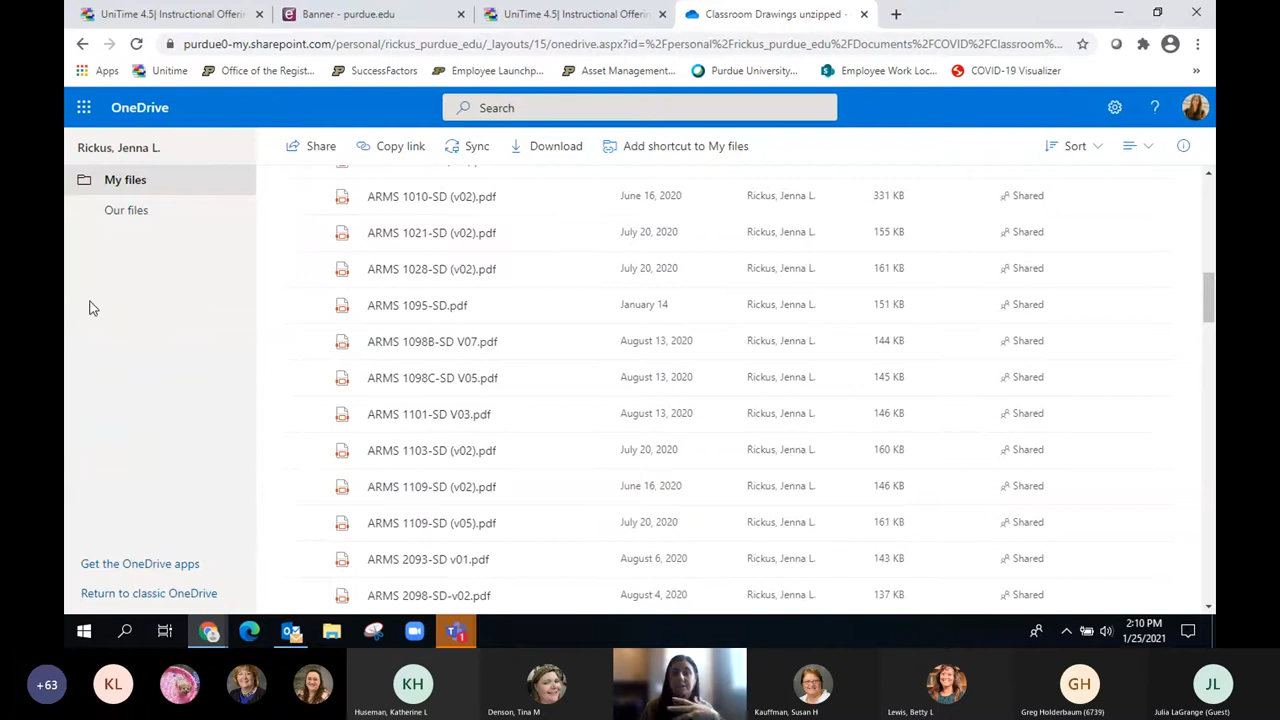 UniTime 4.5| Instructional Offerin
Banner - purdue.edu
UniTime 4.5| Instructional Offerin
Classroom Drawings unzipped -
purdue0-my.sharepoint.com/personal/rickus_purdue_edu/_layouts/15/onedrive.aspx?id=%2Fpersonal%2Frickus_purdue_edu%2FDocuments%2FCOVID%2FClassroom...
Apps
Unitime
Office of the Regist...
SuccessFactors
Employee Launchp...
Asset Management...
Purdue University...
Employee Work Loc...
COVID-19 Visualizer
»
OneDrive
Search
?
Rickus, Jenna L.
Share
Copy link
Sync
Download
Add shortcut to My files
Sort
My files
Our files
ARMS 1010-SD (v02).pdf June 16, 2020 Rickus, Jenna L. 331 KB Shared
ARMS 1021-SD (v02).pdf July 20, 2020 Rickus, Jenna L. 155 KB Shared
ARMS 1028-SD (v02).pdf July 20, 2020 Rickus, Jenna L. 161 KB Shared
ARMS 1095-SD.pdf January 14 Rickus, Jenna L. 151 KB Shared
ARMS 1098B-SD V07.pdf August 13, 2020 Rickus, Jenna L. 144 KB Shared
ARMS 1098C-SD V05.pdf August 13, 2020 Rickus, Jenna L. 145 KB Shared
ARMS 1101-SD V03.pdf August 13, 2020 Rickus, Jenna L. 146 KB Shared
ARMS 1103-SD (v02).pdf July 20, 2020 Rickus, Jenna L. 160 KB Shared
ARMS 1109-SD (v02).pdf June 16, 2020 Rickus, Jenna L. 146 KB Shared
ARMS 1109-SD (v05).pdf July 20, 2020 Rickus, Jenna L. 161 KB Shared
ARMS 2093-SD v01.pdf August 6, 2020 Rickus, Jenna L. 143 KB Shared
ARMS 2098-SD-v02.pdf August 4, 2020 Rickus, Jenna L. 137 KB Shared
Get the OneDrive apps
Return to classic OneDrive
2:10 PM
1/25/2021
+63
KL
KH
GH
JL
Huseman, Katherine L
Denson, Tina M
Kauffman, Susan H
Lewis, Betty L
Greg Holderbaum (6739)
Julia LaGrange (Guest)